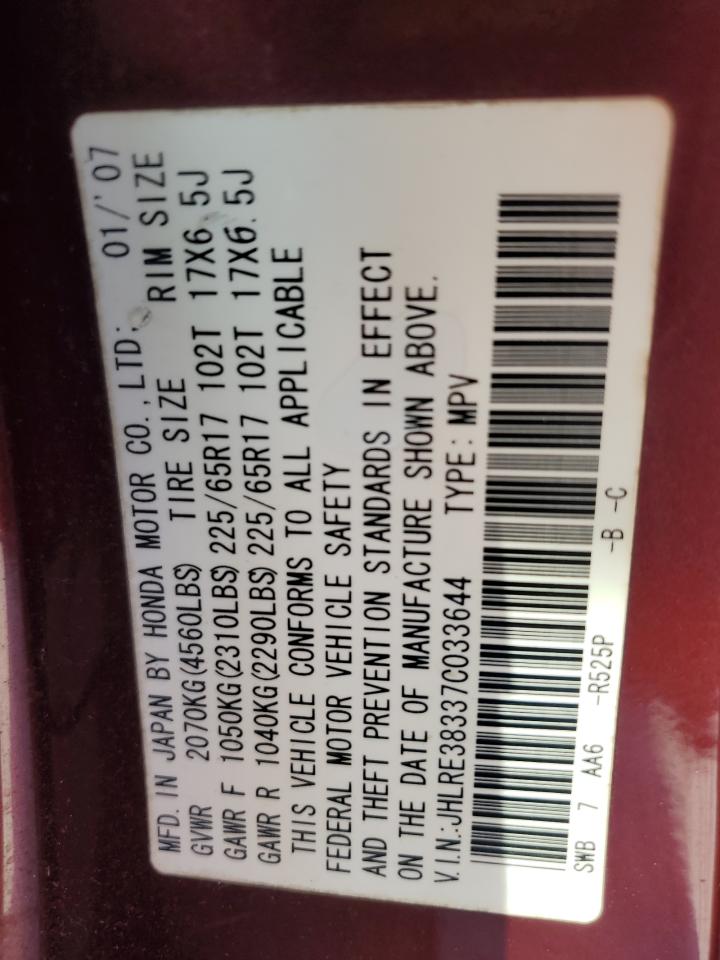 MFD. IN JAPAN BY HONDA MOTOR CO.,LTD. 01/'07
GVWR 2070KG(4560LBS) TIRE SIZE RIM SIZE
GAWR F 1050KG(2310LBS) 225/65R17 102T 17X6.5J
GAWR R 1040KG(2290LBS) 225/65R17 102T 17X6.5J
THIS VEHICLE CONFORMS TO ALL APPLICABLE
FEDERAL MOTOR VEHICLE SAFETY
AND THEFT PREVENTION STANDARDS IN EFFECT
ON THE DATE OF MANUFACTURE SHOWN ABOVE.
V.I.N.:JHLRE38337C033644 TYPE:MPV
SWB 7 AA6 -R525P -B -C